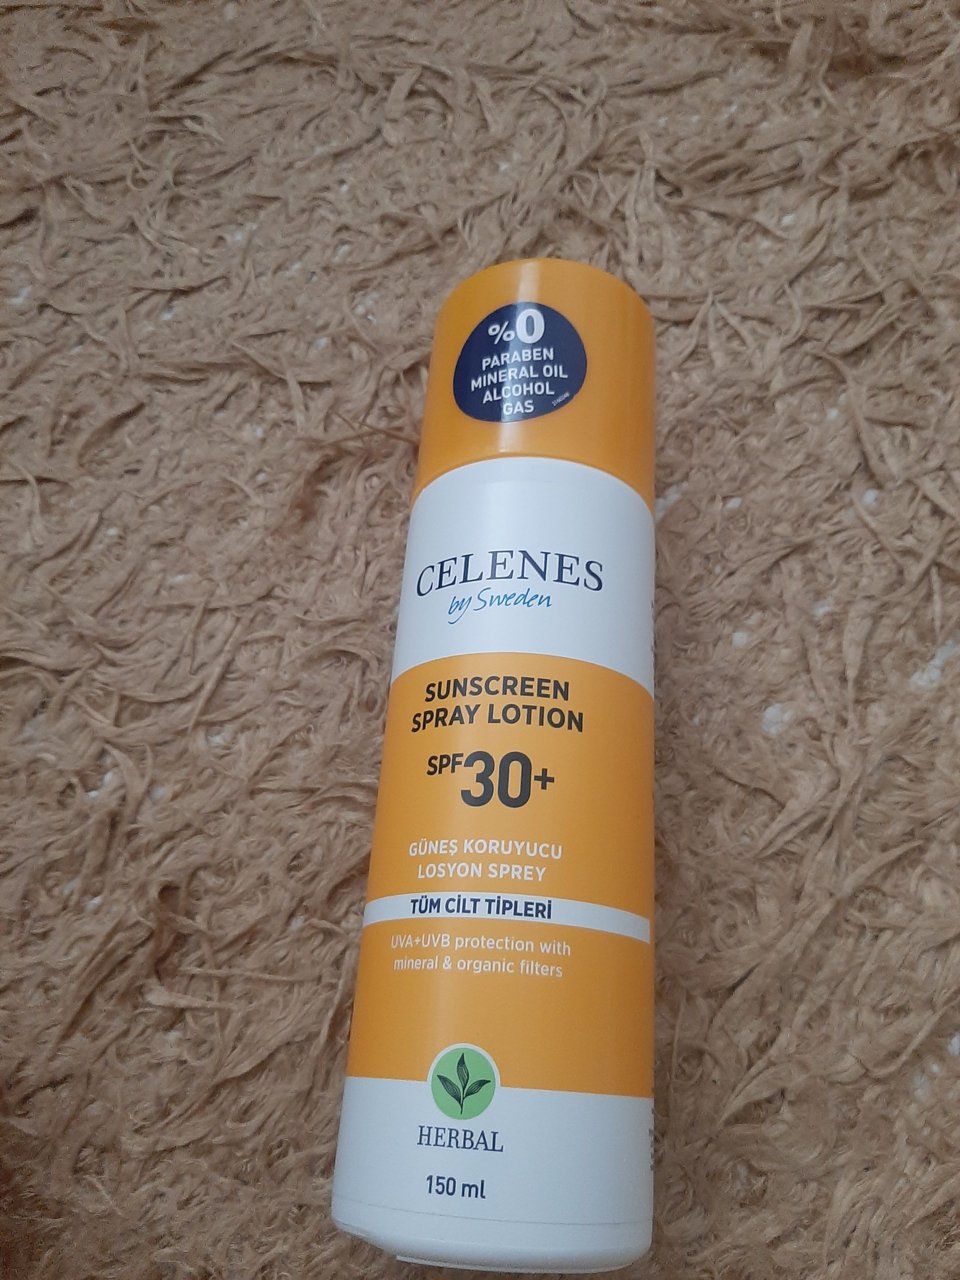 %0
PARABEN
MINERAL OIL
ALCOHOL
GAS
CELENES
by Sweden
SUNSCREEN
SPRAY LOTION
SPF30+
GÜNEŞ KORUYUCU
LOSYON SPREY
TÜM CİLT TİPLERİ
UVA+UVB protection with
mineral & organic filters
HERBAL
150 ml